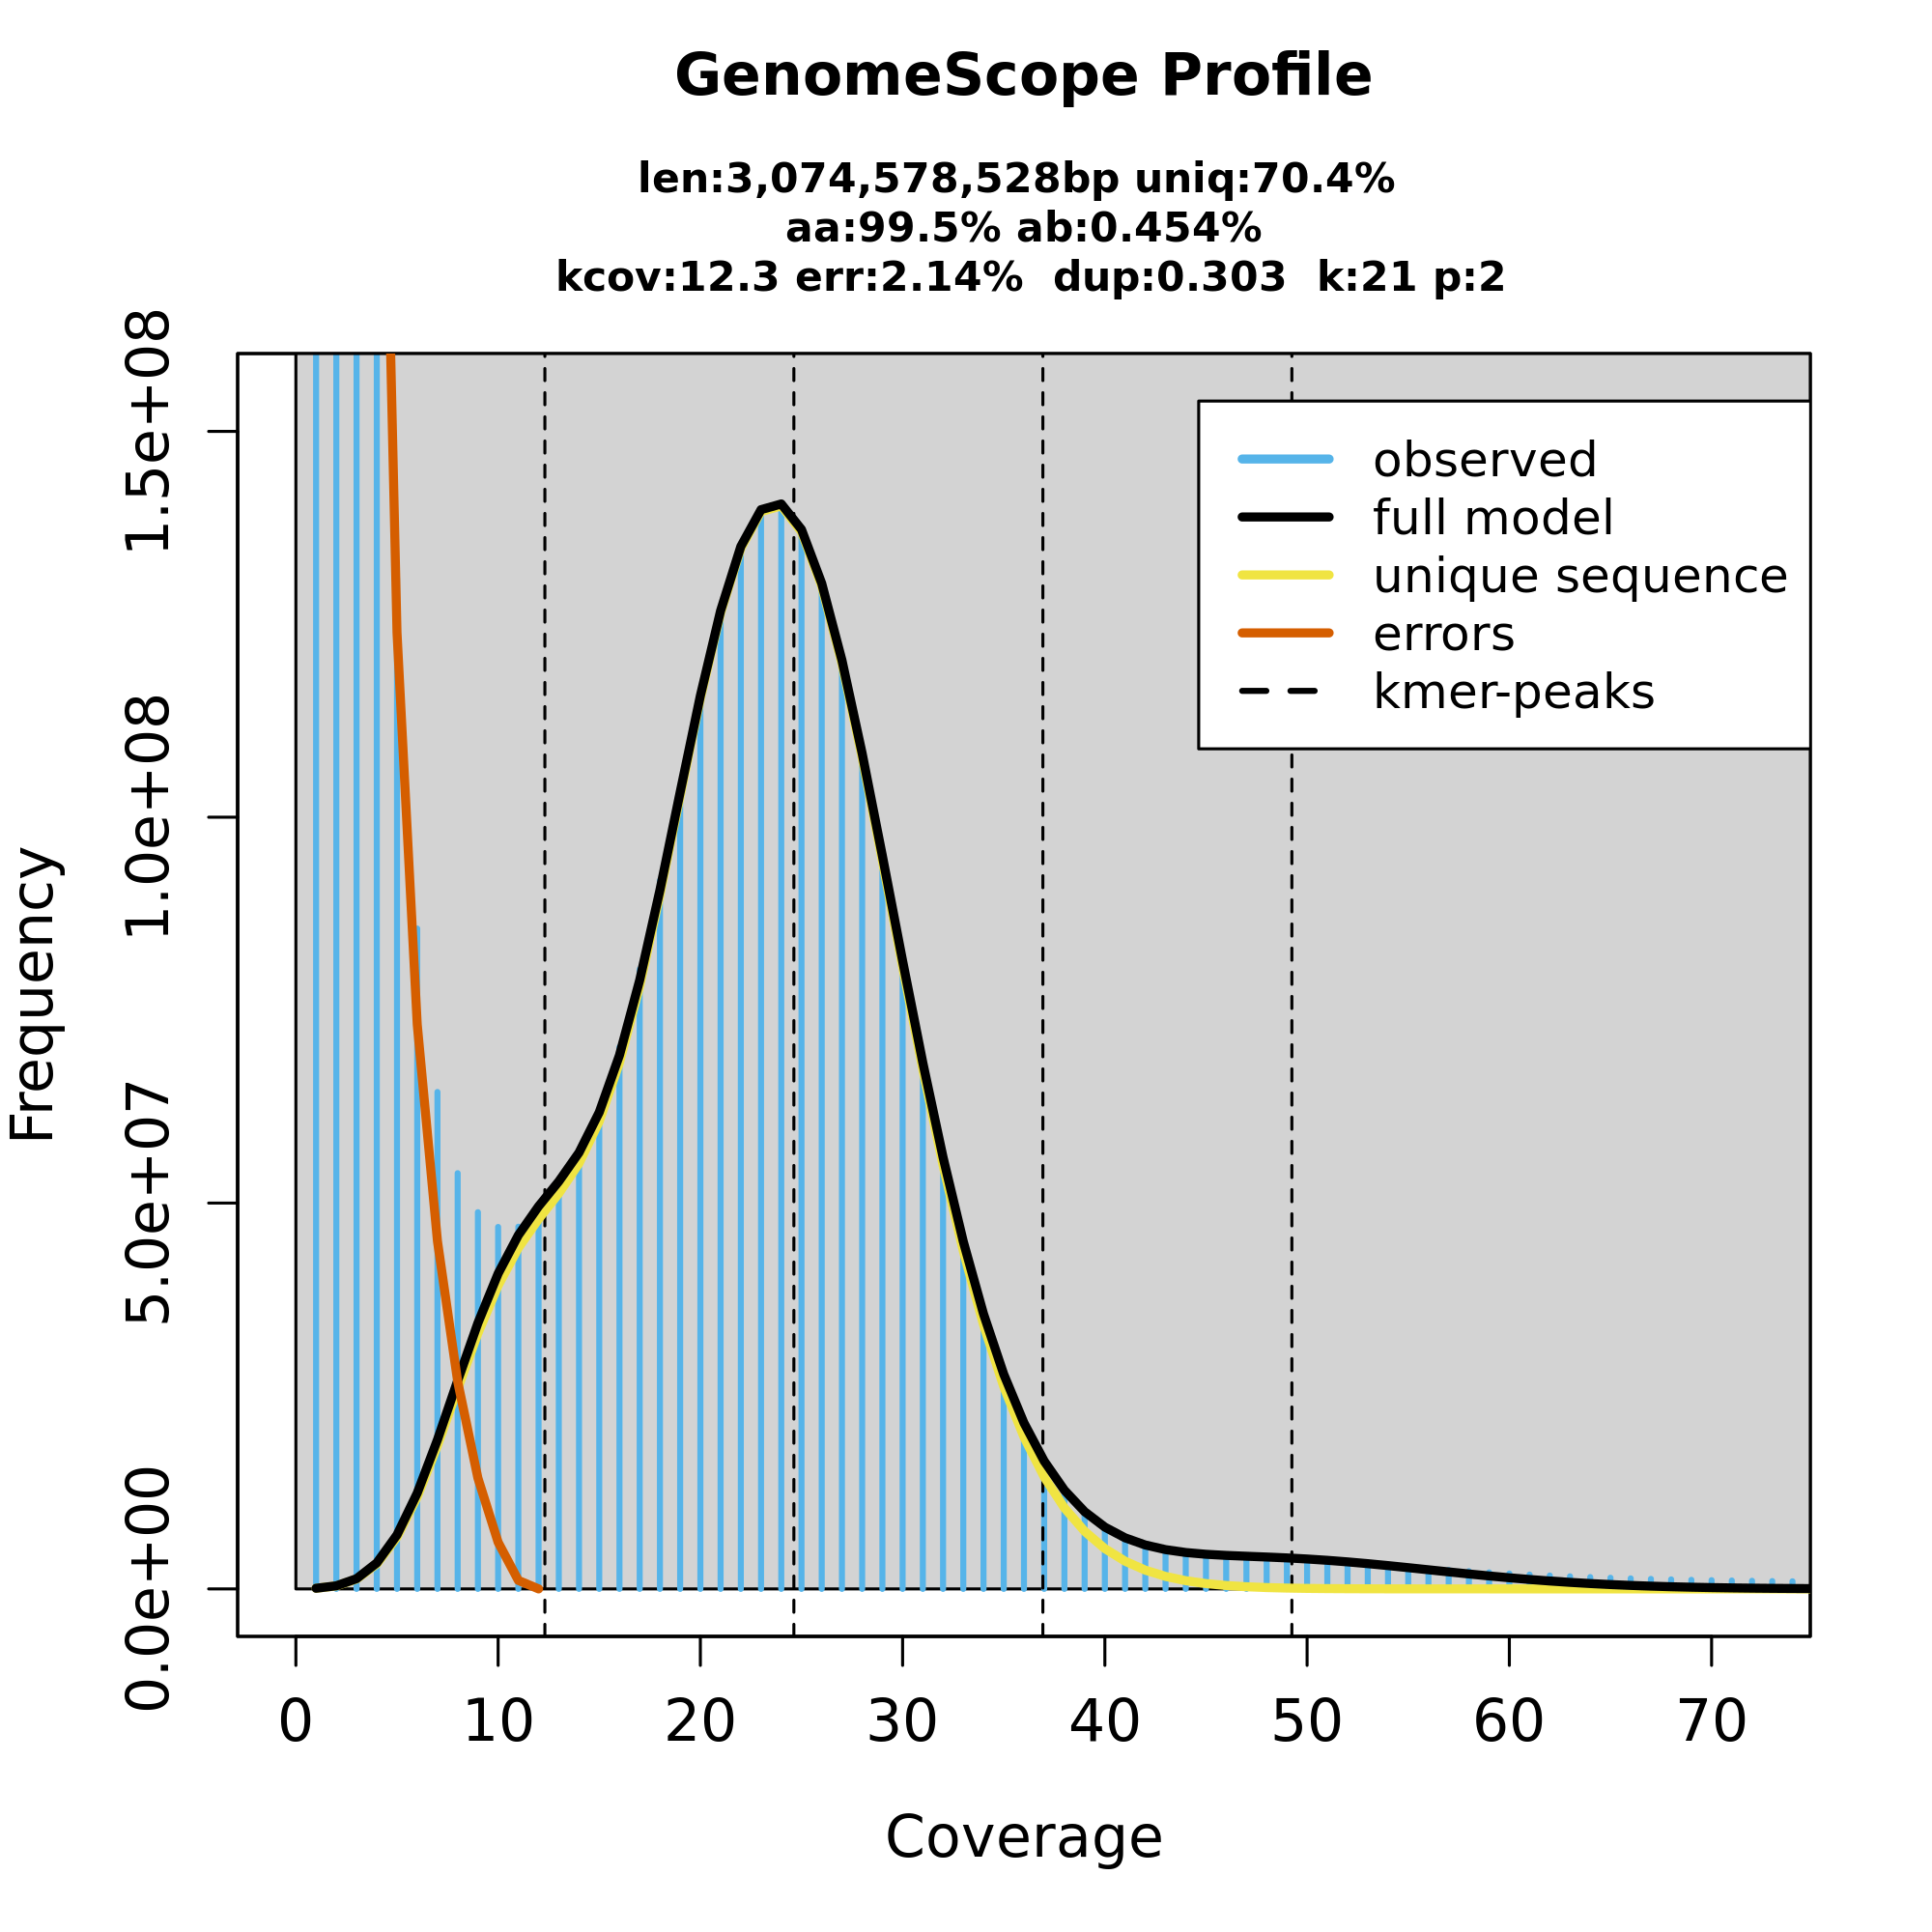 GenomeScope Profile
len:3,074,578,528bp uniq:70.4%
aa:99.5% ab:0.454%
kcov:12.3 err:2.14% dup:0.303 k:21 p:2
observed
full model
unique sequence
errors
kmer-peaks
Frequency
1.5e+08
1.0e+08
5.0e+07
0.0e+00
0 10 20 30 40 50 60 70
Coverage